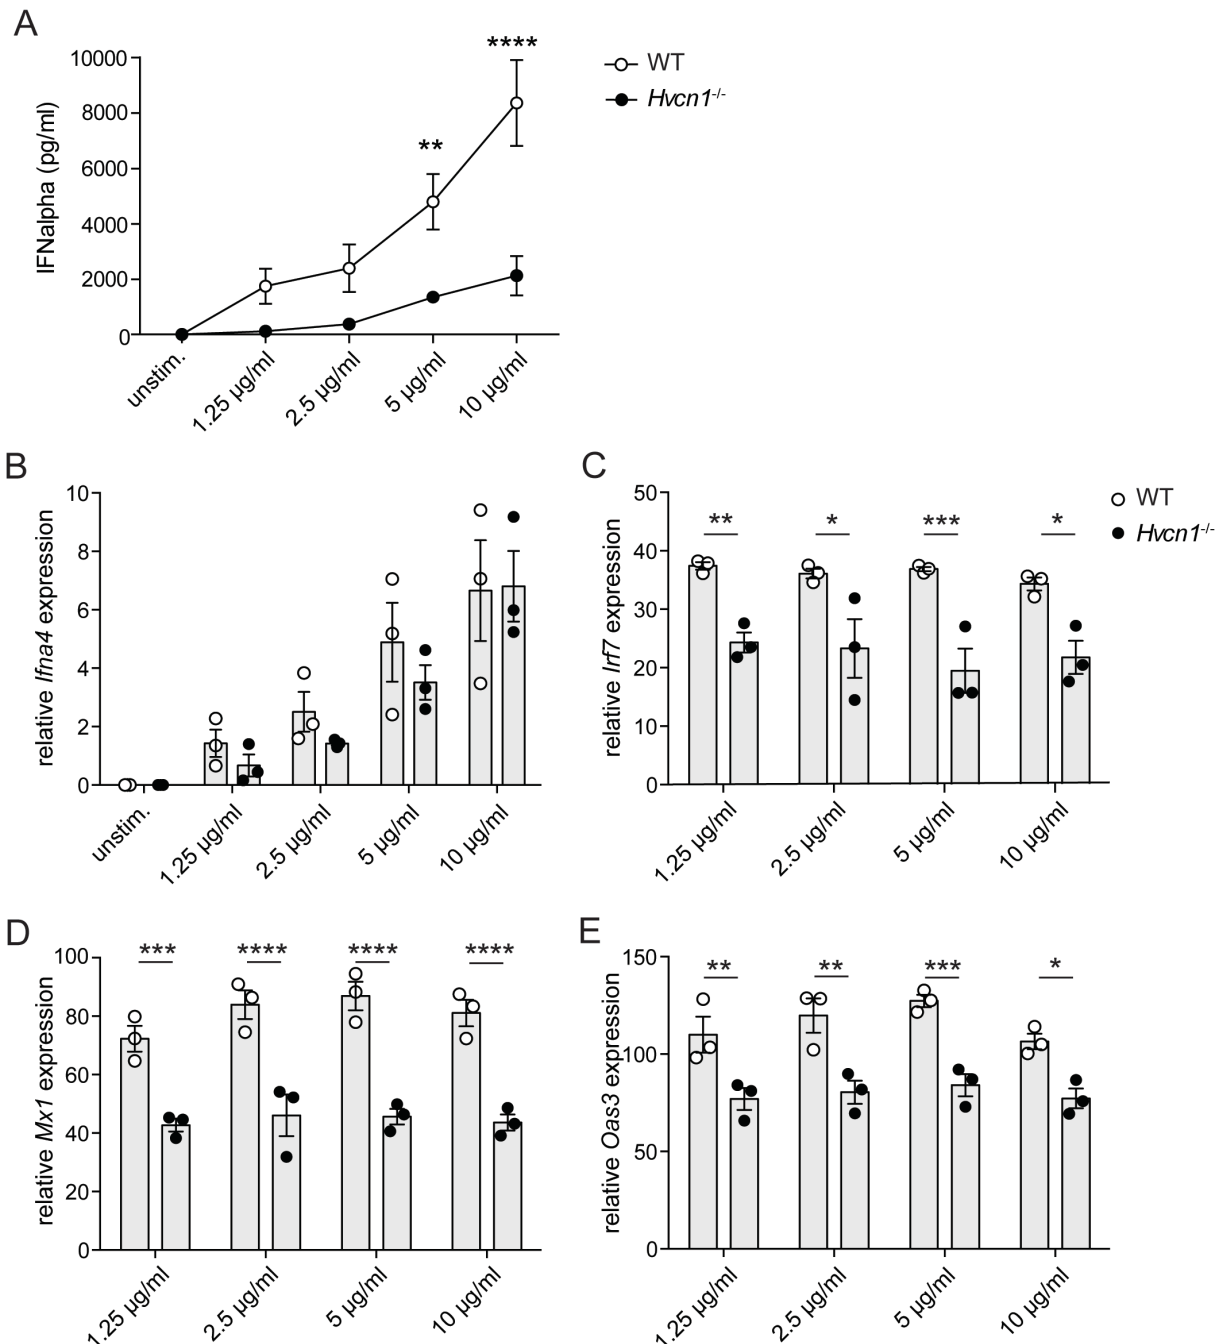 A
IFNalpha (pg/ml)
10000
8000
6000
4000
2000
0
**
****
unstim.
1.25 µg/ml
2.5 µg/ml
5 µg/ml
10 µg/ml
WT
Hvcn1-/-
B
relative Ifna4 expression
10
8
6
4
2
0
unstim.
1.25 µg/ml
2.5 µg/ml
5 µg/ml
10 µg/ml
C
relative Irf7 expression
50
40
30
20
10
0
** * *** *
1.25 µg/ml
2.5 µg/ml
5 µg/ml
10 µg/ml
WT
Hvcn1-/-
D
relative Mx1 expression
100
80
60
40
20
0
*** **** **** ****
1.25 µg/ml
2.5 µg/ml
5 µg/ml
10 µg/ml
E
relative Oas3 expression
150
100
50
0
** ** *** *
1.25 µg/ml
2.5 µg/ml
5 µg/ml
10 µg/ml